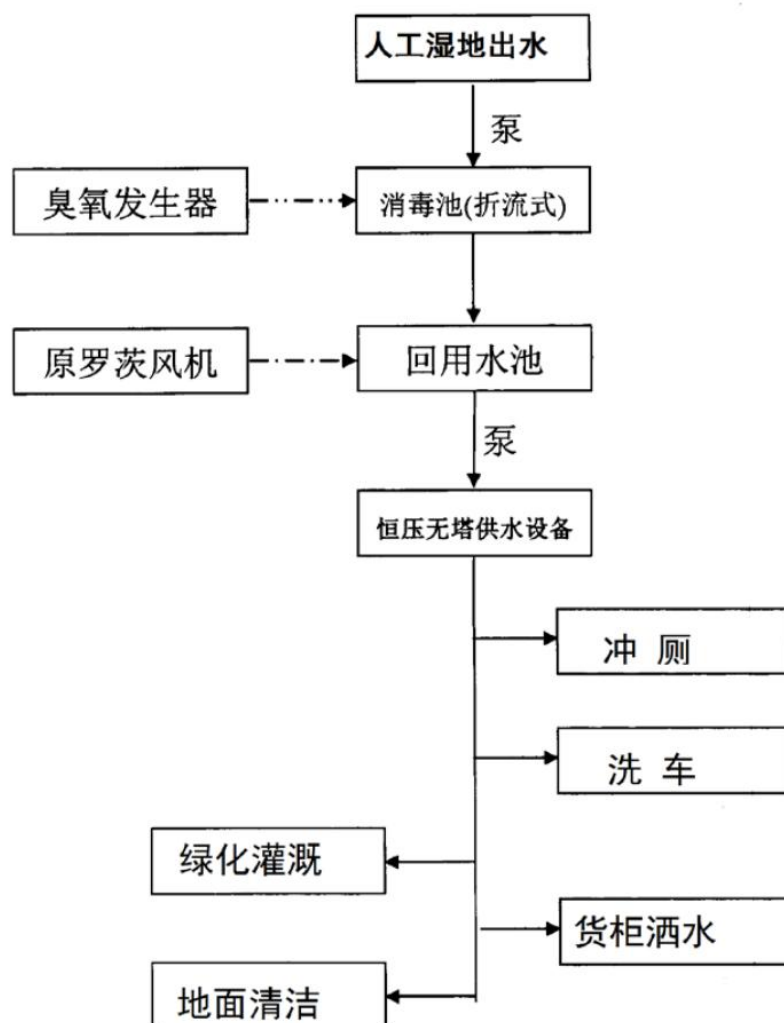 人工湿地出水
泵
臭氧发生器
消毒池(折流式)
原罗茨风机
回用水池
泵
恒压无塔供水设备
冲 厕
洗 车
绿化灌溉
货柜洒水
地面清洁